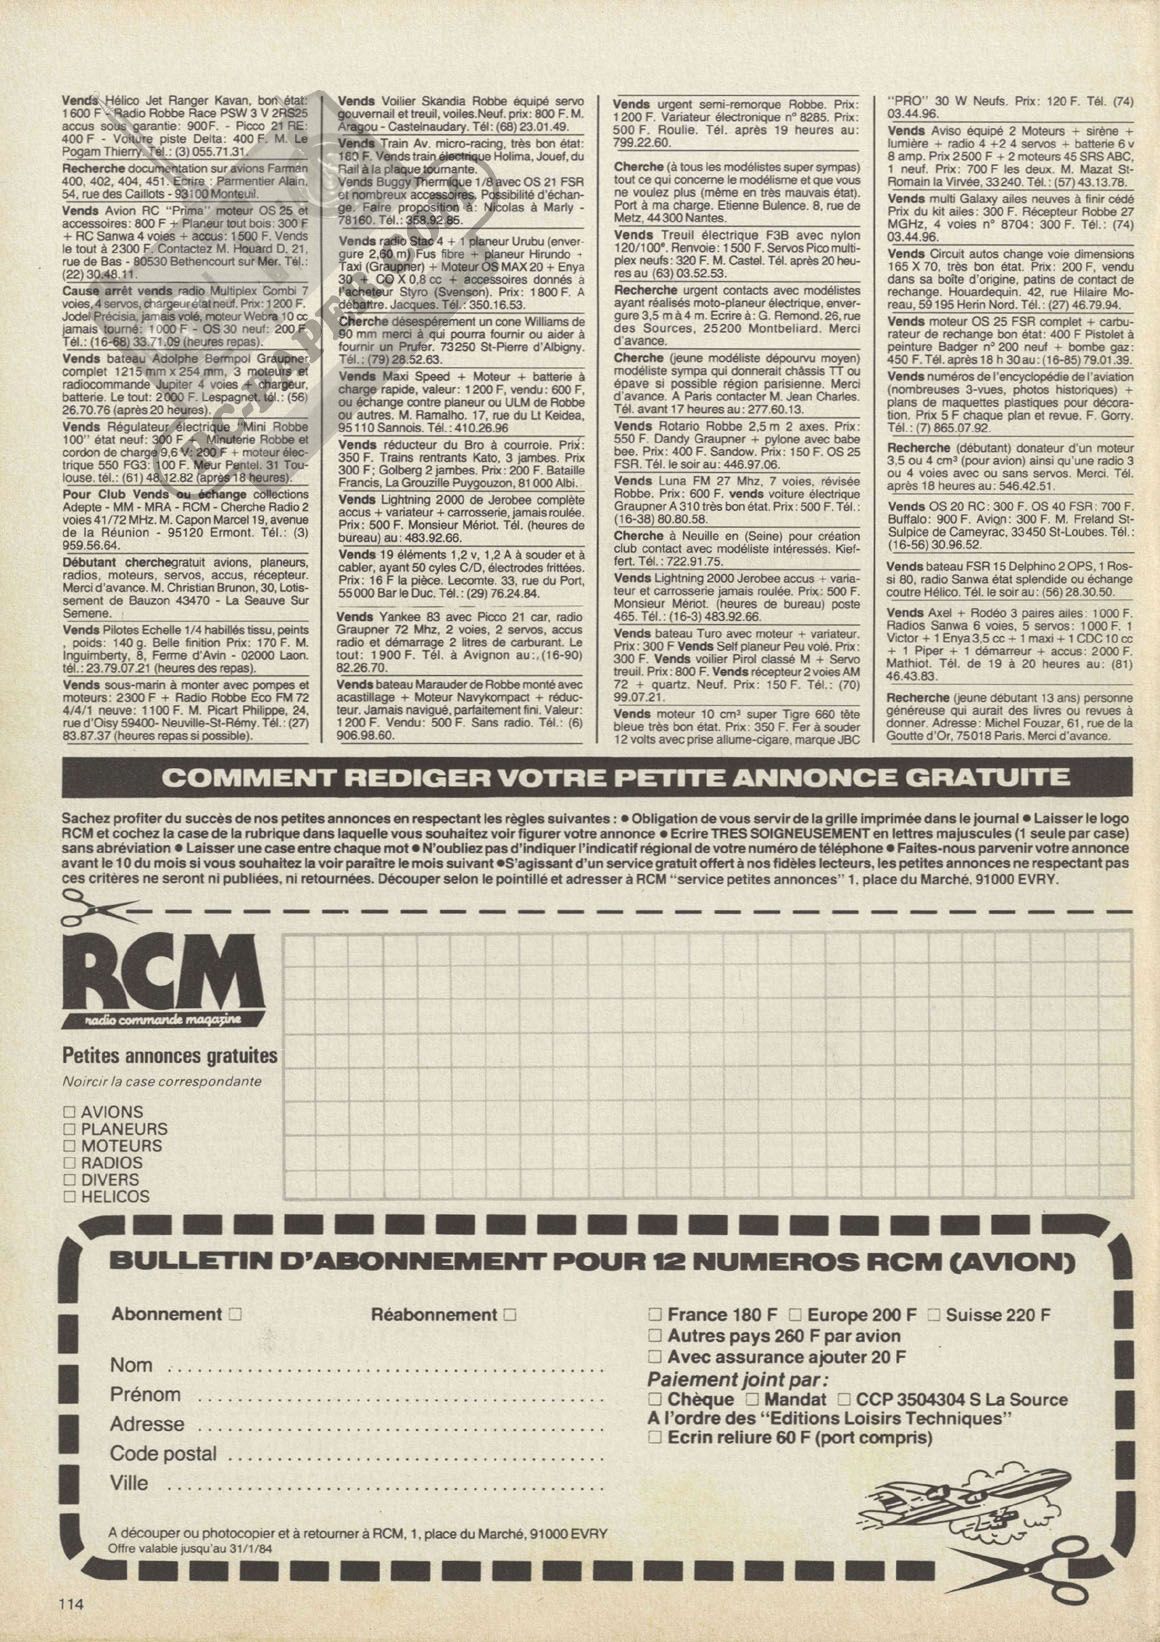 Vends Hélico Jet Ranger Kavan, bon état:
1600 F - Radio Robbe Race PSW 3 V 2RS25
accus sous garantie: 900F. - Picco 21 RE:
400 F - Voiture piste Delta: 400 F. M. Le
Pogam Thierry. Tél.: (3) 055.71.31.
Recherche documentation sur avions Farman
400, 402, 404, 451. Ecrire : Parmentier Alain,
54, rue des Caillots - 93100 Monteuil.
Vends Avion RC "Prima" moteur OS 25 et
accessoires: 800 F + Planeur tout bois: 300 F
+ RC Sanwa 4 voies + accus: 1500 F. Vends
le tout à 2300 F. Contactez M. Houard D. 21,
rue de Bas - 80530 Bethencourt sur Mer. Tél.:
(22) 30.48.11.
Cause arrêt vends radio Multiplex Combi 7
voies, 4 servos, chargeur état neuf. Prix: 1200 F.
Jodel Précisia, jamais volé, moteur Webra 10 cc
jamais tourné: 1000 F - OS 30 neuf: 200 F.
Tél.: (16-68) 33.71.09 (heures repas).
Vends bateau Adolphe Bermpol Graupner
complet 1215 mm x 254 mm, 3 moteurs et
radiocommande Jupiter 4 voies + chargeur,
batterie. Le tout: 2000 F. Lespagnet, tél.: (56)
26.70.76 (après 20 heures).
Vends Régulateur électrique "Mini Robbe
100" état neuf: 300 F - Minuterie Robbe et
cordon de charge 9,6 V: 200 F + moteur élec-
trique 550 FG3: 100 F. Meur Pentel. 31 Tou-
louse. tél.: (61) 48.12.82 (après 18 heures).
Pour Club Vends ou échange collections
Adepte - MM - MRA - RCM - Cherche Radio 2
voies 41/72 MHz. M. Capon Marcel 19, avenue
de la Réunion - 95120 Ermont. Tél.: (3)
959.56.64.
Débutant cherche gratuit avions, planeurs,
radios, moteurs, servos, accus, récepteur.
Merci d'avance. M. Christian Brunon, 30, Lotis-
sement de Bauzon 43470 - La Seauve Sur
Semene.
Vends Pilotes Echelle 1/4 habillés tissu, peints
, poids: 140 g. Belle finition Prix: 170 F. M.
Inguimberty, 8, Ferme d'Avin - 02000 Laon.
tél.: 23.79.07.21 (heures des repas).
Vends sous-marin à monter avec pompes et
moteurs: 2300 F + Radio Robbe Eco FM 72
4/4/1 neuve: 1100 F. M. Picart Philippe, 24,
rue d'Oisy 59400- Neuville-St-Rémy. Tél.: (27)
83.87.37 (heures repas si possible).
Vends Voilier Skandia Robbe équipé servo
gouvernail et treuil, voiles.Neuf. prix: 800 F. M.
Aragou - Castelnaudary. Tél: (68) 23.01.49.
Vends Train Av. micro-racing, très bon état:
160 F. Vends train électrique Holima, Jouef, du
Rail à la plaque tournante.
Vends Buggy Thermique 1/8 avec OS 21 FSR
et nombreux accessoires. Possibilité d'échan-
ge. Faire proposition à: Nicolas à Marly -
78160. Tél.: 358.92.85.
Vends radio Stac 4 + 1 planeur Urubu (enver-
gure 2,60 m) Fus fibre + planeur Hirundo +
Taxi (Graupner) + Moteur OS MAX 20 + Enya
30 + CO X 0,8 cc + accessoires donnés à
l'acheteur Styro (Svenson). Prix: 1800 F. A
débattre. Jacques. Tél.: 350.16.53.
Cherche désespérement un cone Williams de
90 mm merci à qui pourra fournir ou aider à
fournir un Prufer. 73250 St-Pierre d'Albigny.
Tél.: (79) 28.52.63.
Vends Maxi Speed + Moteur + batterie à
charge rapide, valeur: 1200 F, vendu: 600 F,
ou échange contre planeur ou ULM de Robbe
ou autres. M. Ramalho. 17, rue du Lt Keidea,
95110 Sannois. Tél.: 410.26.96
Vends réducteur du Bro à courroie. Prix:
350 F. Trains rentrants Kato, 3 jambes. Prix
300 F; Golberg 2 jambes. Prix: 200 F. Bataille
Francis, La Grouzille Puygouzon, 81000 Albi.
Vends Lightning 2000 de Jerobee complète
accus + variateur + carrosserie, jamais roulée.
Prix: 500 F. Monsieur Mériot. Tél. (heures de
bureau) au: 483.92.66.
Vends 19 éléments 1,2 v, 1,2 A à souder et à
cabler, ayant 50 cyles C/D, électrodes frittées.
Prix: 16 F la pièce. Lecomte. 33, rue du Port,
55000 Bar le Duc. Tél.: (29) 76.24.84.
Vends Yankee 83 avec Picco 21 car, radio
Graupner 72 Mhz, 2 voies, 2 servos, accus
radio et démarrage 2 litres de carburant. Le
tout: 1900 F. Tél. à Avignon au: (16-90)
82.26.70.
Vends bateau Marauder de Robbe monté avec
acastillage + Moteur Navykompact + réduc-
teur. Jamais navigué, parfaitement fini. Valeur:
1200 F. Vendu: 500 F. Sans radio. Tél.: (6)
906.98.60.
Vends urgent semi-remorque Robbe. Prix:
1200 F. Variateur électronique n° 8285. Prix:
500 F. Roulie. Tél. après 19 heures au:
799.22.60.
Cherche (à tous les modélistes super sympas)
tout ce qui concerne le modélisme et que vous
ne voulez plus (même en très mauvais état).
Port à ma charge. Etienne Bulence. 8, rue de
Metz, 44300 Nantes.
Vends Treuil électrique F3B avec nylon
120/100e. Renvoie: 1500 F. Servos Pico multi-
plex neufs: 320 F. M. Castel. Tél. après 20 heu-
res au (63) 03.52.53.
Recherche urgent contacts avec modélistes
ayant réalisés moto-planeur électrique, enver-
gure 3,5 m à 4 m. Ecrire à: G. Remond. 26, rue
des Sources, 25200 Montbeliard. Merci
d'avance.
Cherche (jeune modéliste dépourvu moyen)
modéliste sympa qui donnerait châssis TT ou
épave si possible région parisienne. Merci
d'avance. A Paris contacter M. Jean Charles.
Tél. avant 17 heures au: 277.60.13.
Vends Rotario Robbe 2,5 m 2 axes. Prix:
550 F. Dandy Graupner + pylone avec babe
bee. Prix: 400 F. Sandow. Prix: 150 F. OS 25
FSR. Tél. le soir au: 446.97.06.
Vends Luna FM 27 Mhz, 7 voies, révisée
Robbe. Prix: 600 F. vends voiture électrique
Graupner A 310 très bon état. Prix: 500 F. Tél.:
(16-38) 80.80.58.
Cherche à Neuille en (Seine) pour création
club contact avec modéliste intéressés. Kief-
fert. Tél.: 722.91.75.
Vends Lightning 2000 Jerobee accus + varia-
teur et carrosserie jamais roulée. Prix: 500 F.
Monsieur Mériot. (heures de bureau) poste
465. Tél.: (16-3) 483.92.66.
Vends bateau Turo avec moteur + variateur.
Prix: 300 F Vends Self planeur Peu volé. Prix:
300 F. Vends voilier Pirol classé M + Servo
treuil. Prix: 800 F. Vends récepteur 2 voies AM
72 + quartz. Neuf. Prix: 150 F. Tél.: (70)
99.07.21.
Vends moteur 10 cm³ super Tigre 660 tête
bleue très bon état. Prix: 350 F. Fer à souder
12 volts avec prise allume-cigare, marque JBC
"PRO" 30 W Neufs. Prix: 120 F. Tél. (74)
03.44.96.
Vends Aviso équipé 2 Moteurs + sirène +
lumière + radio 4 + 2 4 servos + batterie 6 v
8 amp. Prix 2500 F + 2 moteurs 45 SRS ABC,
1 neuf. Prix: 700 F les deux. M. Mazat St-
Romain la Virvée, 33240. Tél.: (57) 43.13.78.
Vends multi Galaxy ailes neuves à finir cédé
Prix du kit ailes: 300 F. Récepteur Robbe 27
MGHz, 4 voies n° 8704: 300 F. Tél.: (74)
03.44.96.
Vends Circuit autos change voie dimensions
165 X 70, très bon état. Prix: 200 F, vendu
dans sa boîte d'origine, patins de contact de
rechange. Houardequin. 42, rue Hilaire Mo-
reau, 59195 Herin Nord. Tél.: (27) 46.79.94.
Vends moteur OS 25 FSR complet + carbu-
rateur de rechange bon état: 400 F Pistolet à
peinture Badger n° 200 neuf + bombe gaz:
450 F. Tél. après 18 h 30 au: (16-85) 79.01.39.
Vends numéros de l'encyclopédie de l'aviation
(nombreuses 3-vues, photos historiques) +
plans de maquettes plastiques pour décora-
tion. Prix 5 F chaque plan et revue. F. Gorry.
Tél.: (7) 865.07.92.
Recherche (débutant) donateur d'un moteur
3,5 ou 4 cm³ (pour avion) ainsi qu'une radio 3
ou 4 voies avec ou sans servos. Merci. Tél.
après 18 heures au: 546.42.51.
Vends OS 20 RC: 300 F. OS 40 FSR: 700 F.
Buffalo: 900 F. Avign: 300 F. M. Freland St-
Sulpice de Cameyrac, 33450 St-Loubes. Tél.:
(16-56) 30.96.52.
Vends bateau FSR 15 Delphino 2 OPS, 1 Ros-
si 80, radio Sanwa état splendide ou échange
coutre Hélico. Tél. le soir au: (56) 28.30.50.
Vends Axel + Rodéo 3 paires ailes: 1000 F.
Radios Sanwa 6 voies, 5 servos: 1000 F. 1
Victor + 1 Enya 3,5 cc + 1 maxi + 1 CDC 10 cc
+ 1 Piper + 1 démarreur + accus: 2000 F.
Mathiot. Tél. de 19 à 20 heures au: (81)
46.43.83.
Recherche (jeune débutant 13 ans) personne
généreuse qui aurait des livres ou revues à
donner. Adresse: Michel Fouzar, 61, rue de la
Goutte d'Or, 75018 Paris. Merci d'avance.
RC-PAPER.COM
COMMENT REDIGER VOTRE PETITE ANNONCE GRATUITE
Sachez profiter du succès de nos petites annonces en respectant les règles suivantes : ● Obligation de vous servir de la grille imprimée dans le journal ● Laisser le logo
RCM et cochez la case de la rubrique dans laquelle vous souhaitez voir figurer votre annonce ● Ecrire TRES SOIGNEUSEMENT en lettres majuscules (1 seule par case)
sans abréviation ● Laisser une case entre chaque mot ● N'oubliez pas d'indiquer l'indicatif régional de votre numéro de téléphone ● Faites-nous parvenir votre annonce
avant le 10 du mois si vous souhaitez la voir paraître le mois suivant ●S'agissant d'un service gratuit offert à nos fidèles lecteurs, les petites annonces ne respectant pas
ces critères ne seront ni publiées, ni retournées. Découper selon le pointillé et adresser à RCM "service petites annonces" 1, place du Marché, 91000 EVRY.
RCM
radio commande magazine
Petites annonces gratuites
Noircir la case correspondante
☐ AVIONS
☐ PLANEURS
☐ MOTEURS
☐ RADIOS
☐ DIVERS
☐ HELICOS
BULLETIN D'ABONNEMENT POUR 12 NUMEROS RCM (AVION)
Abonnement ☐ Réabonnement ☐
Nom
Prénom
Adresse
Code postal
Ville
☐ France 180 F ☐ Europe 200 F ☐ Suisse 220 F
☐ Autres pays 260 F par avion
☐ Avec assurance ajouter 20 F
Paiement joint par:
☐ Chèque ☐ Mandat ☐ CCP 3504304 S La Source
A l'ordre des "Editions Loisirs Techniques"
☐ Ecrin reliure 60 F (port compris)
A découper ou photocopier et à retourner à RCM, 1, place du Marché, 91000 EVRY
Offre valable jusqu'au 31/1/84
114